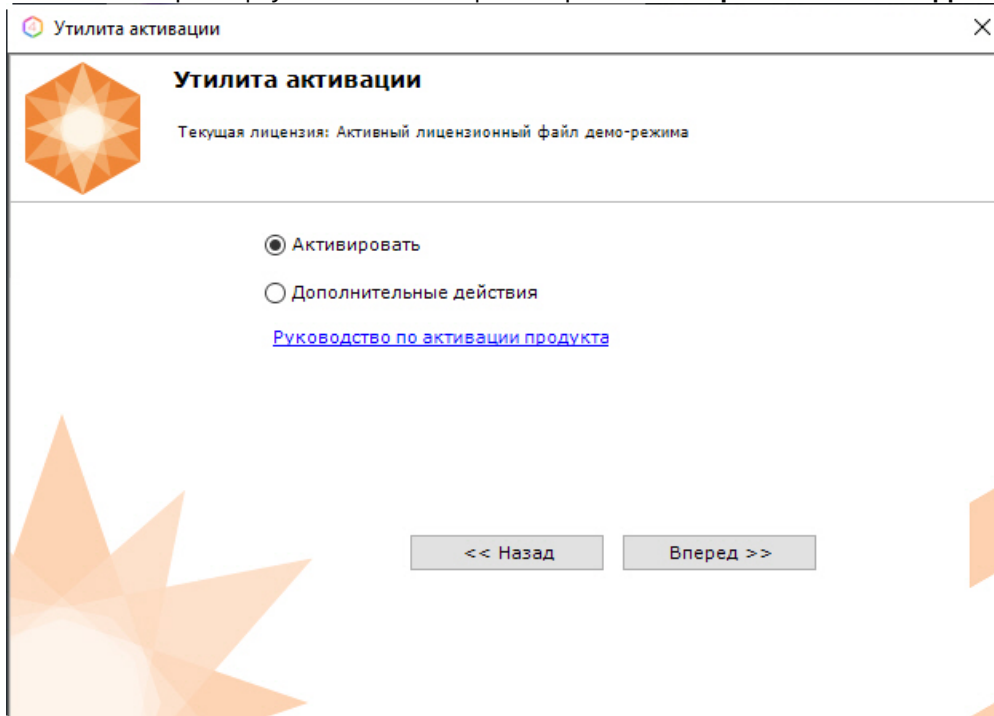 Утилита активации
Утилита активации
Текущая лицензия: Активный лицензионный файл демо-режима
Активировать
Дополнительные действия
Руководство по активации продукта
<< Назад
Вперед >>